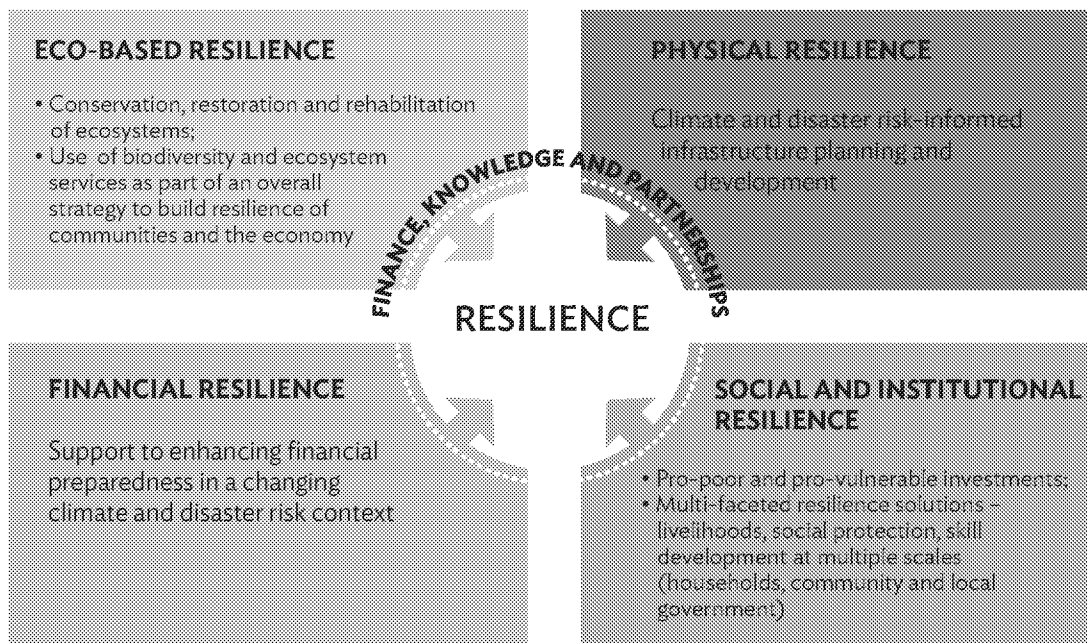 ECO-BASED RESILIENCE
• Conservation, restoration and rehabilitation
of ecosystems;
• Use of biodiversity and ecosystem
services as part of an overall
strategy to build resilience of
communities and the economy
PHYSICAL RESILIENCE
Climate and disaster risk-informed
infrastructure planning and
development
FINANCE, KNOWLEDGE AND PARTNERSHIPS
RESILIENCE
FINANCIAL RESILIENCE
Support to enhancing financial
preparedness in a changing
climate and disaster risk context
SOCIAL AND INSTITUTIONAL
RESILIENCE
• Pro-poor and pro-vulnerable investments;
• Multi-faceted resilience solutions –
livelihoods, social protection, skill
development at multiple scales
(households, community and local
government)